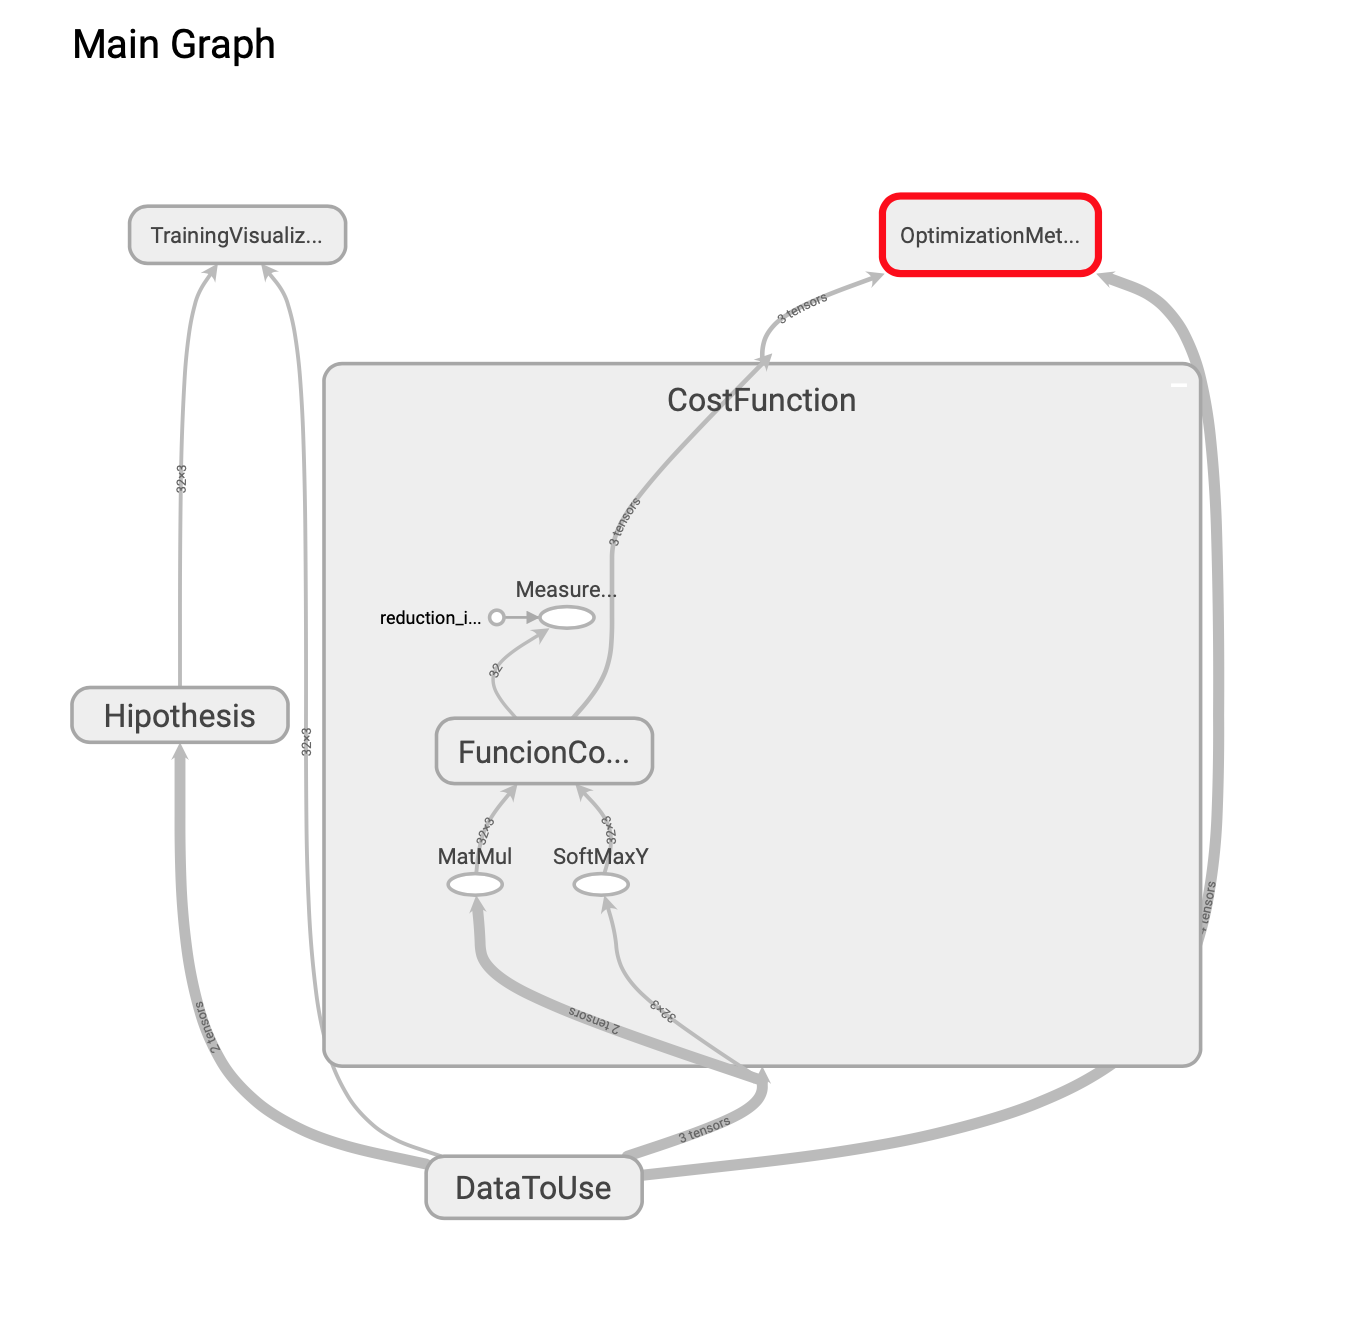 Main Graph
TrainingVisualiz...
OptimizationMet...
3 tensors
CostFunction
32×3
3 tensors
Measure...
reduction_i...
32
Hipothesis
32×3
FuncionCo...
32×3
32×3
MatMul
SoftMaxY
tensors
2 tensors
32×3
2 tensors
3 tensors
DataToUse